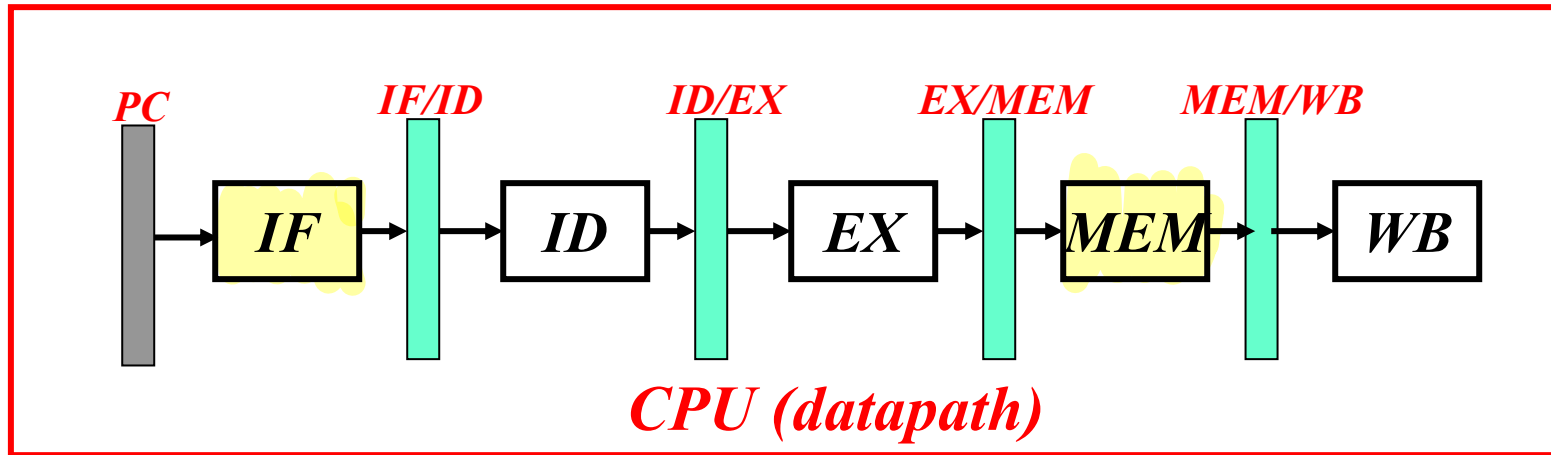 PC
IF/ID
ID/EX
EX/MEM
MEM/WB
IF
ID
EX
MEM
WB
CPU (datapath)